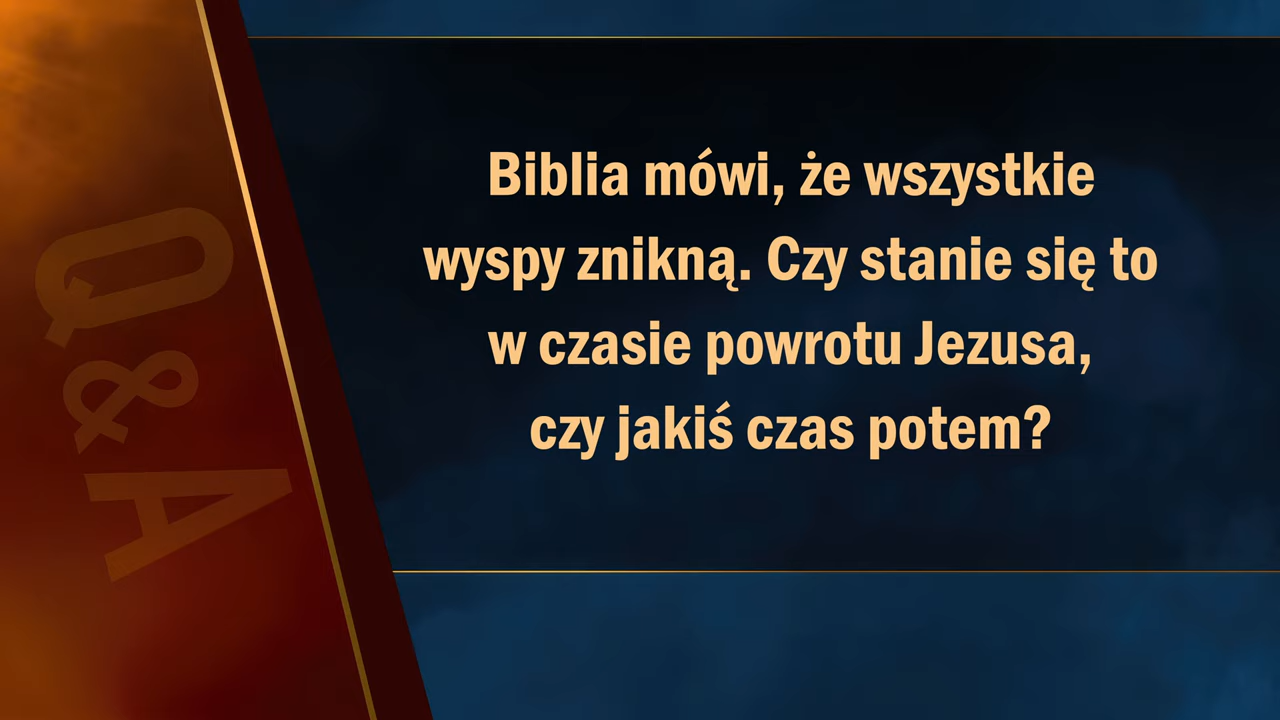 Q&A
Biblia mówi, że wszystkie
wyspy znikną. Czy stanie się to
w czasie powrotu Jezusa,
czy jakiś czas potem?